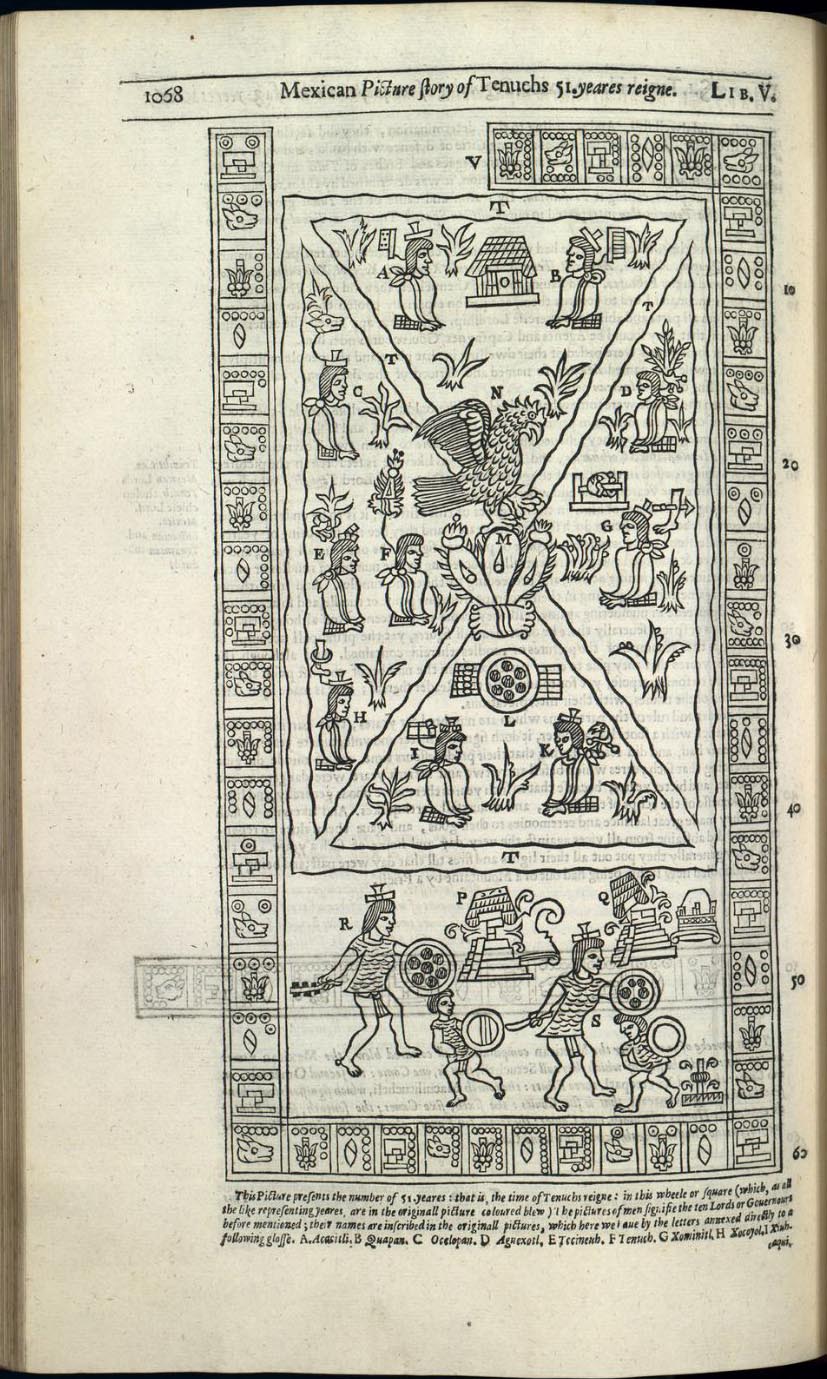 1068 Mexican Picture ſtory of Tenuchs 51.yeares reigne. LIB. V.
V
T
A B
T
10
T
C N D
20
G
M
E F
30
H
L
I K
40
T
P Q
R
50
S
60
This Picture preſents the number of 51.yeares : that is, the time of Tenuchs reigne : in this wheele or ſquare (which, as all
the like repreſenting yeares, are in the originall picture coloured blew) The pictures of men ſignifie the ten Lords or Gouernours
before mentioned ; their names are inſcribed in the originall pictures, which here we haue by the letters annexed directly to a
following gloſſe. A. Acacitli. B Quapan. C Ocelopan. D Aguexotl, E Tecineuh. F Tenuch. G Xominitl, H Xocoyol, I Xiuh-
caqui,